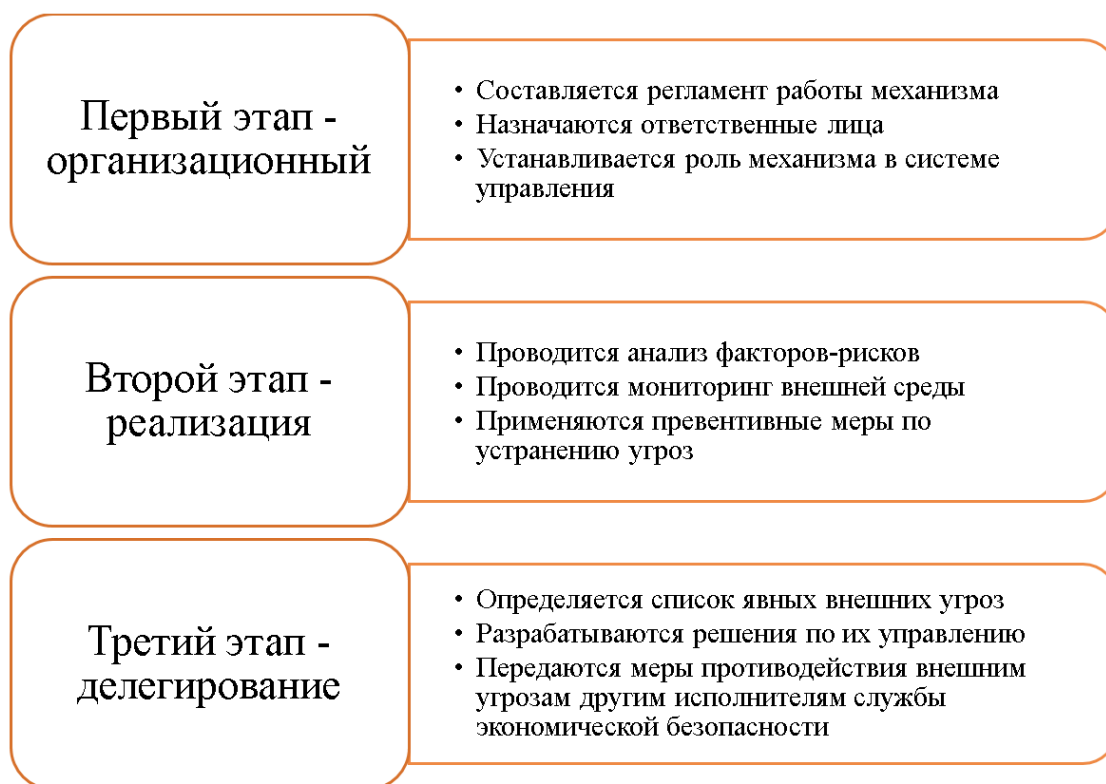 Первый этап -
организационный
• Составляется регламент работы механизма
• Назначаются ответственные лица
• Устанавливается роль механизма в системе
управления
Второй этап -
реализация
• Проводится анализ факторов-рисков
• Проводится мониторинг внешней среды
• Применяются превентивные меры по
устранению угроз
Третий этап -
делегирование
• Определяется список явных внешних угроз
• Разрабатываются решения по их управлению
• Передаются меры противодействия внешним
угрозам другим исполнителям службы
экономической безопасности